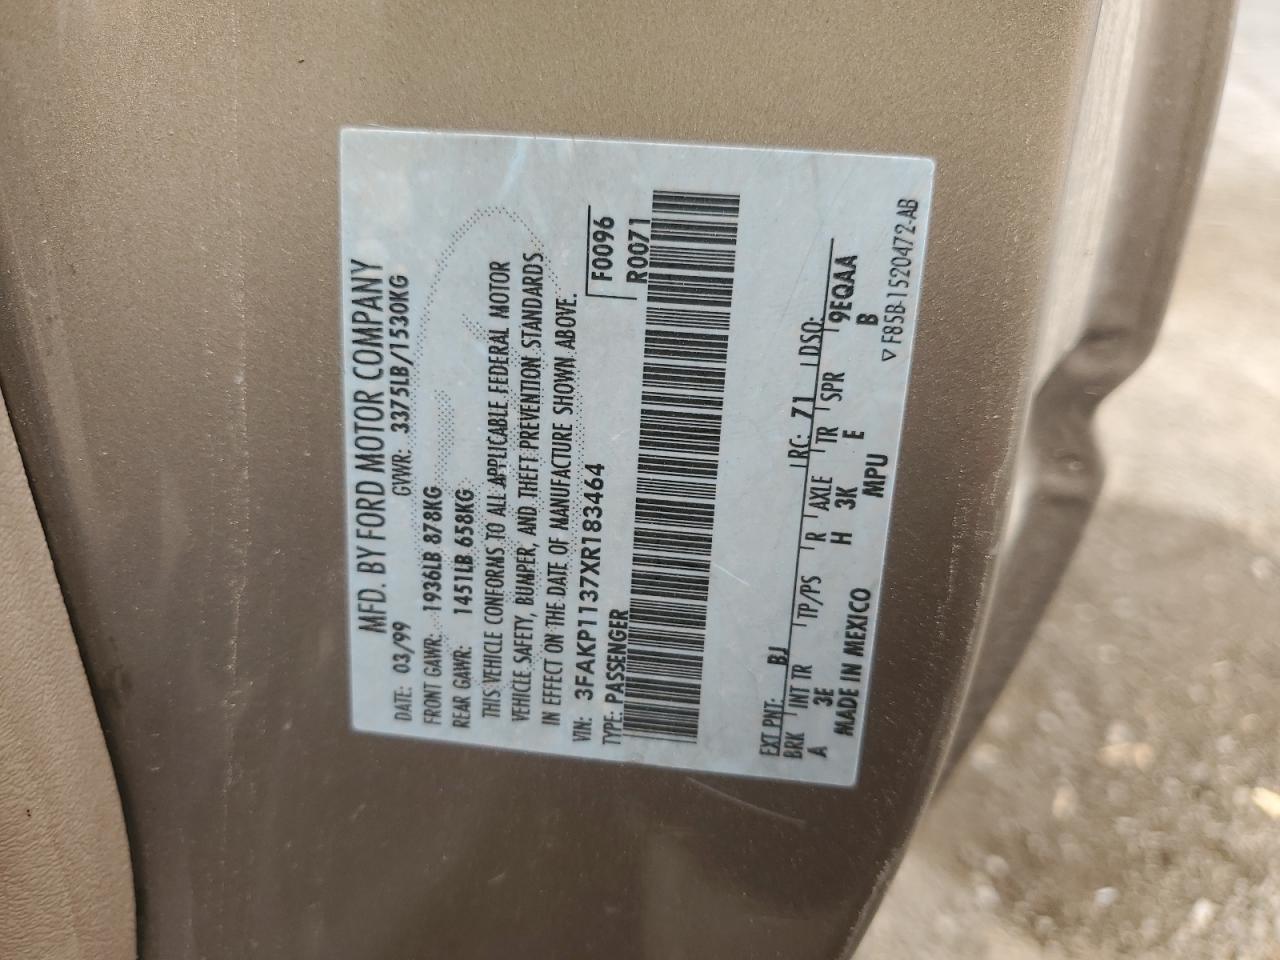 MFD. BY FORD MOTOR COMPANY
DATE: 03/99 GVWR: 3375LB/1530KG
FRONT GAWR: 1936LB 878KG
REAR GAWR: 1451LB 658KG
THIS VEHICLE CONFORMS TO ALL APPLICABLE FEDERAL MOTOR
VEHICLE SAFETY, BUMPER, AND THEFT PREVENTION STANDARDS
IN EFFECT ON THE DATE OF MANUFACTURE SHOWN ABOVE.
VIN: 3FAKP1137XR183464 F0096
TYPE: PASSENGER R0071
EXT PNT: BJ RC: 71 DSO:
BRK INT TR TP/PS R AXLE TR SPR 9EQAA
A 3E H 3K E B
MADE IN MEXICO MPU
▽ F85B-1520472-AB